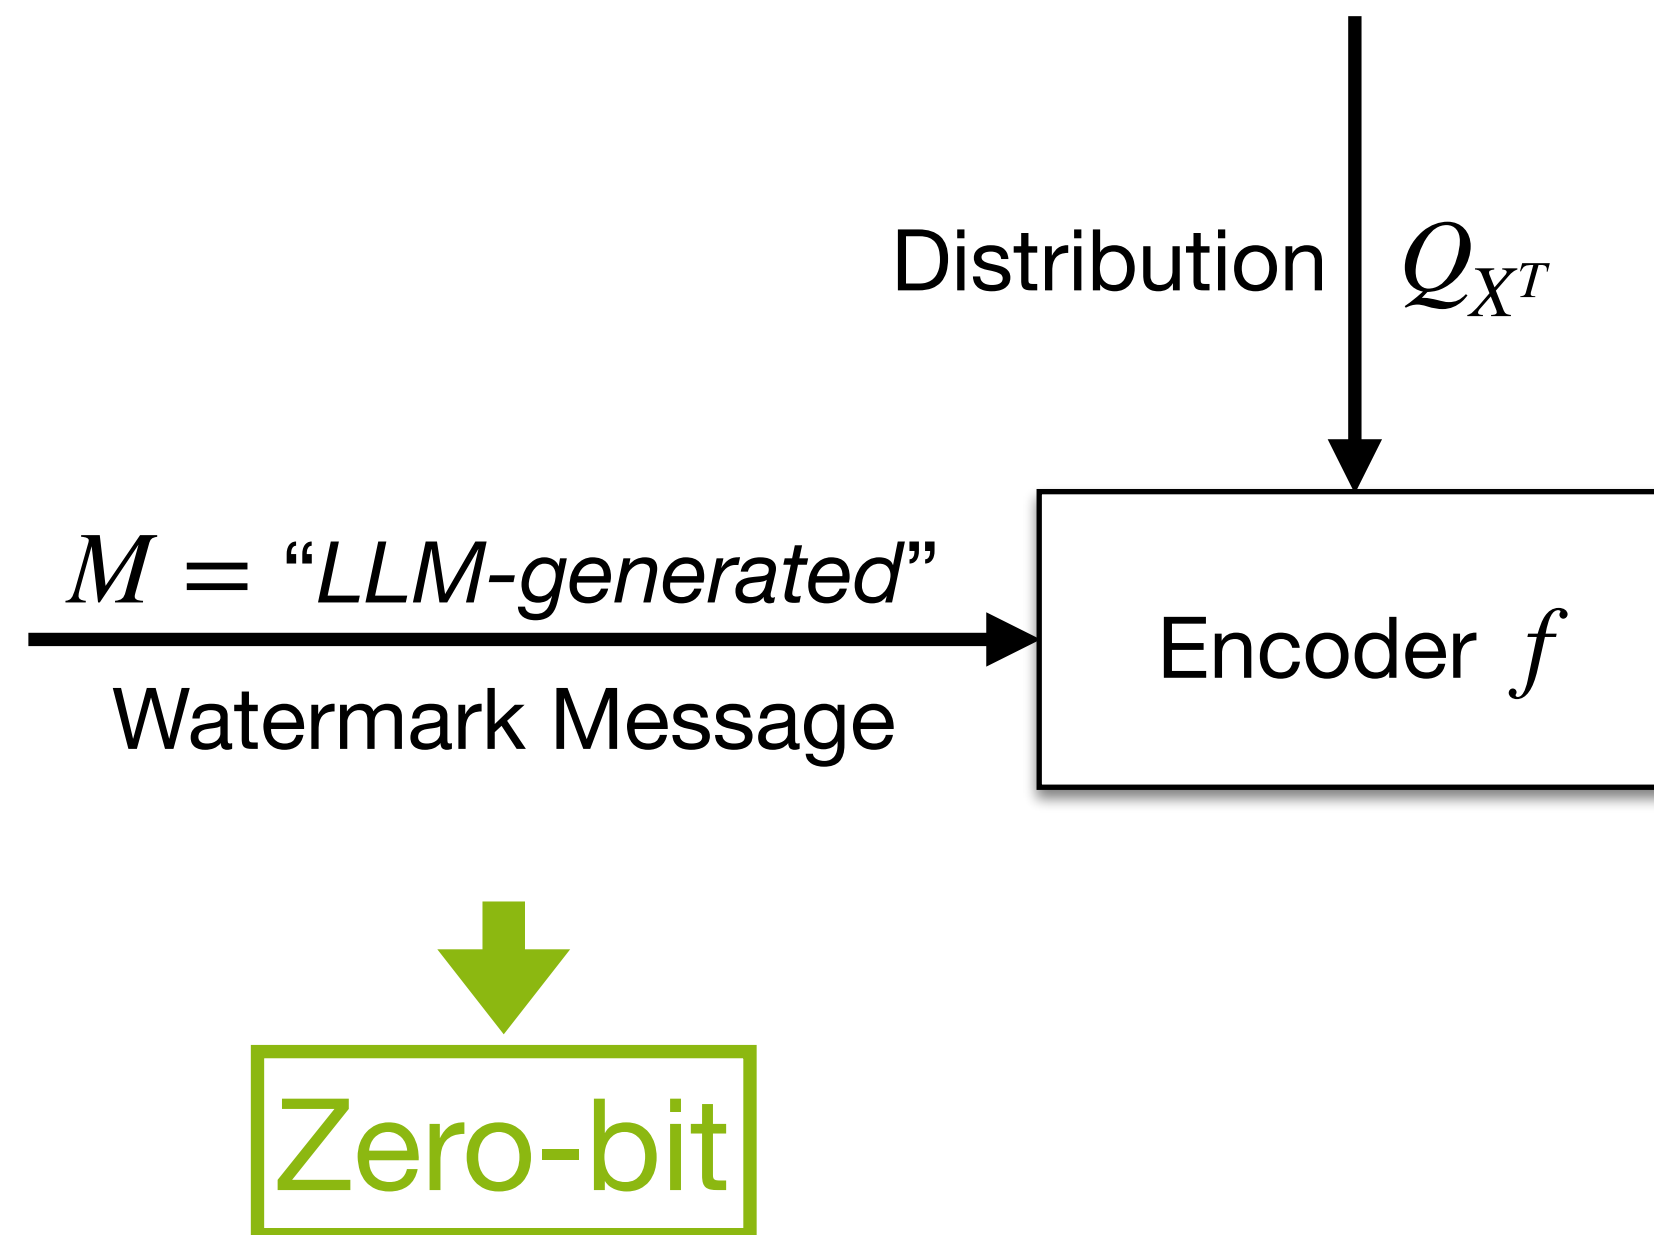 Distribution $Q_{X^T}$
$M$ = “LLM-generated”
Encoder $f$
Watermark Message
Zero-bit